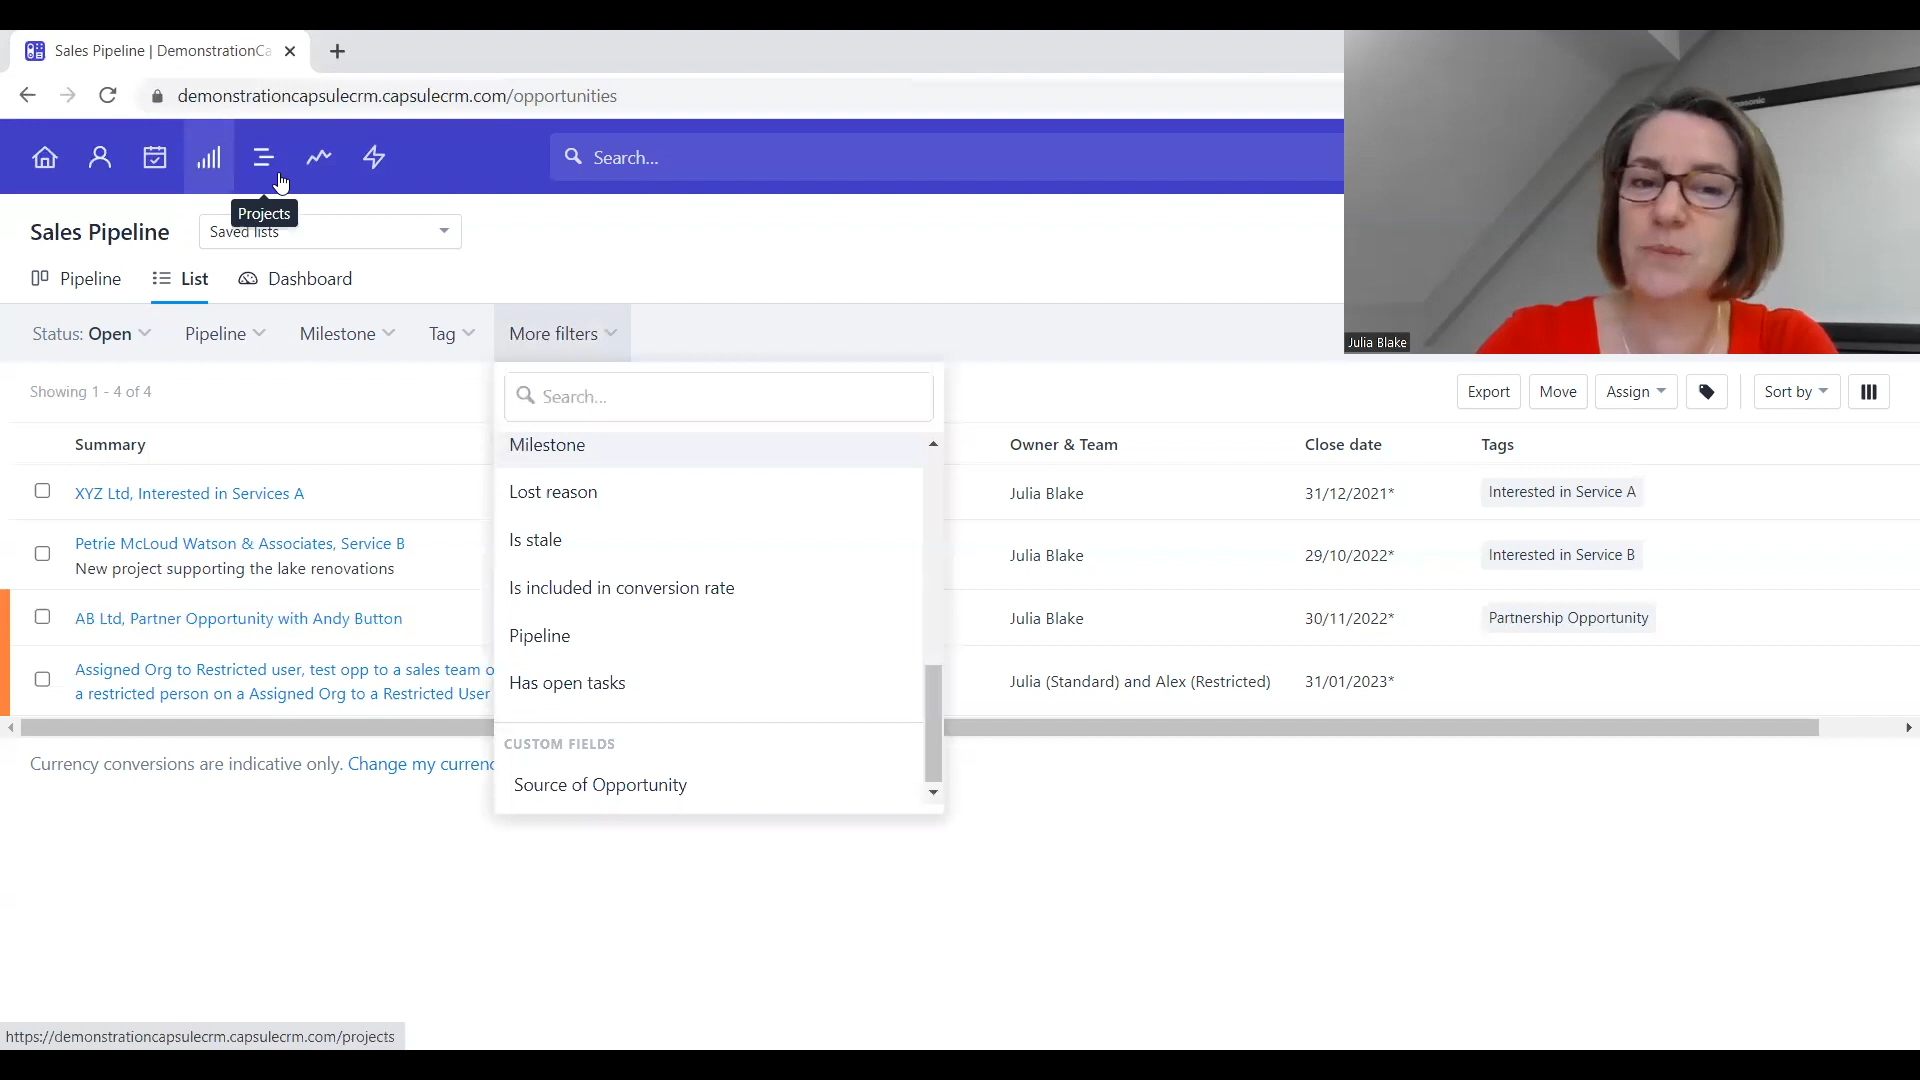 Sales Pipeline | DemonstrationCa
demonstrationcapsulecrm.capsulecrm.com/opportunities
Search...
Projects
Sales Pipeline
Saved lists
Pipeline
List
Dashboard
Status: Open
Pipeline
Milestone
Tag
More filters
Panasonic
Julia Blake
Showing 1 - 4 of 4
Search...
Export
Move
Assign
Sort by
Summary
Milestone
Owner & Team
Close date
Tags
XYZ Ltd, Interested in Services A
Lost reason
Julia Blake
31/12/2021*
Interested in Service A
Petrie McLoud Watson & Associates, Service B
New project supporting the lake renovations
Is stale
Julia Blake
29/10/2022*
Interested in Service B
Is included in conversion rate
AB Ltd, Partner Opportunity with Andy Button
Pipeline
Julia Blake
30/11/2022*
Partnership Opportunity
Assigned Org to Restricted user, test opp to a sales team o
a restricted person on a Assigned Org to a Restricted User
Has open tasks
Julia (Standard) and Alex (Restricted)
31/01/2023*
CUSTOM FIELDS
Source of Opportunity
Currency conversions are indicative only. Change my currenc
https://demonstrationcapsulecrm.capsulecrm.com/projects